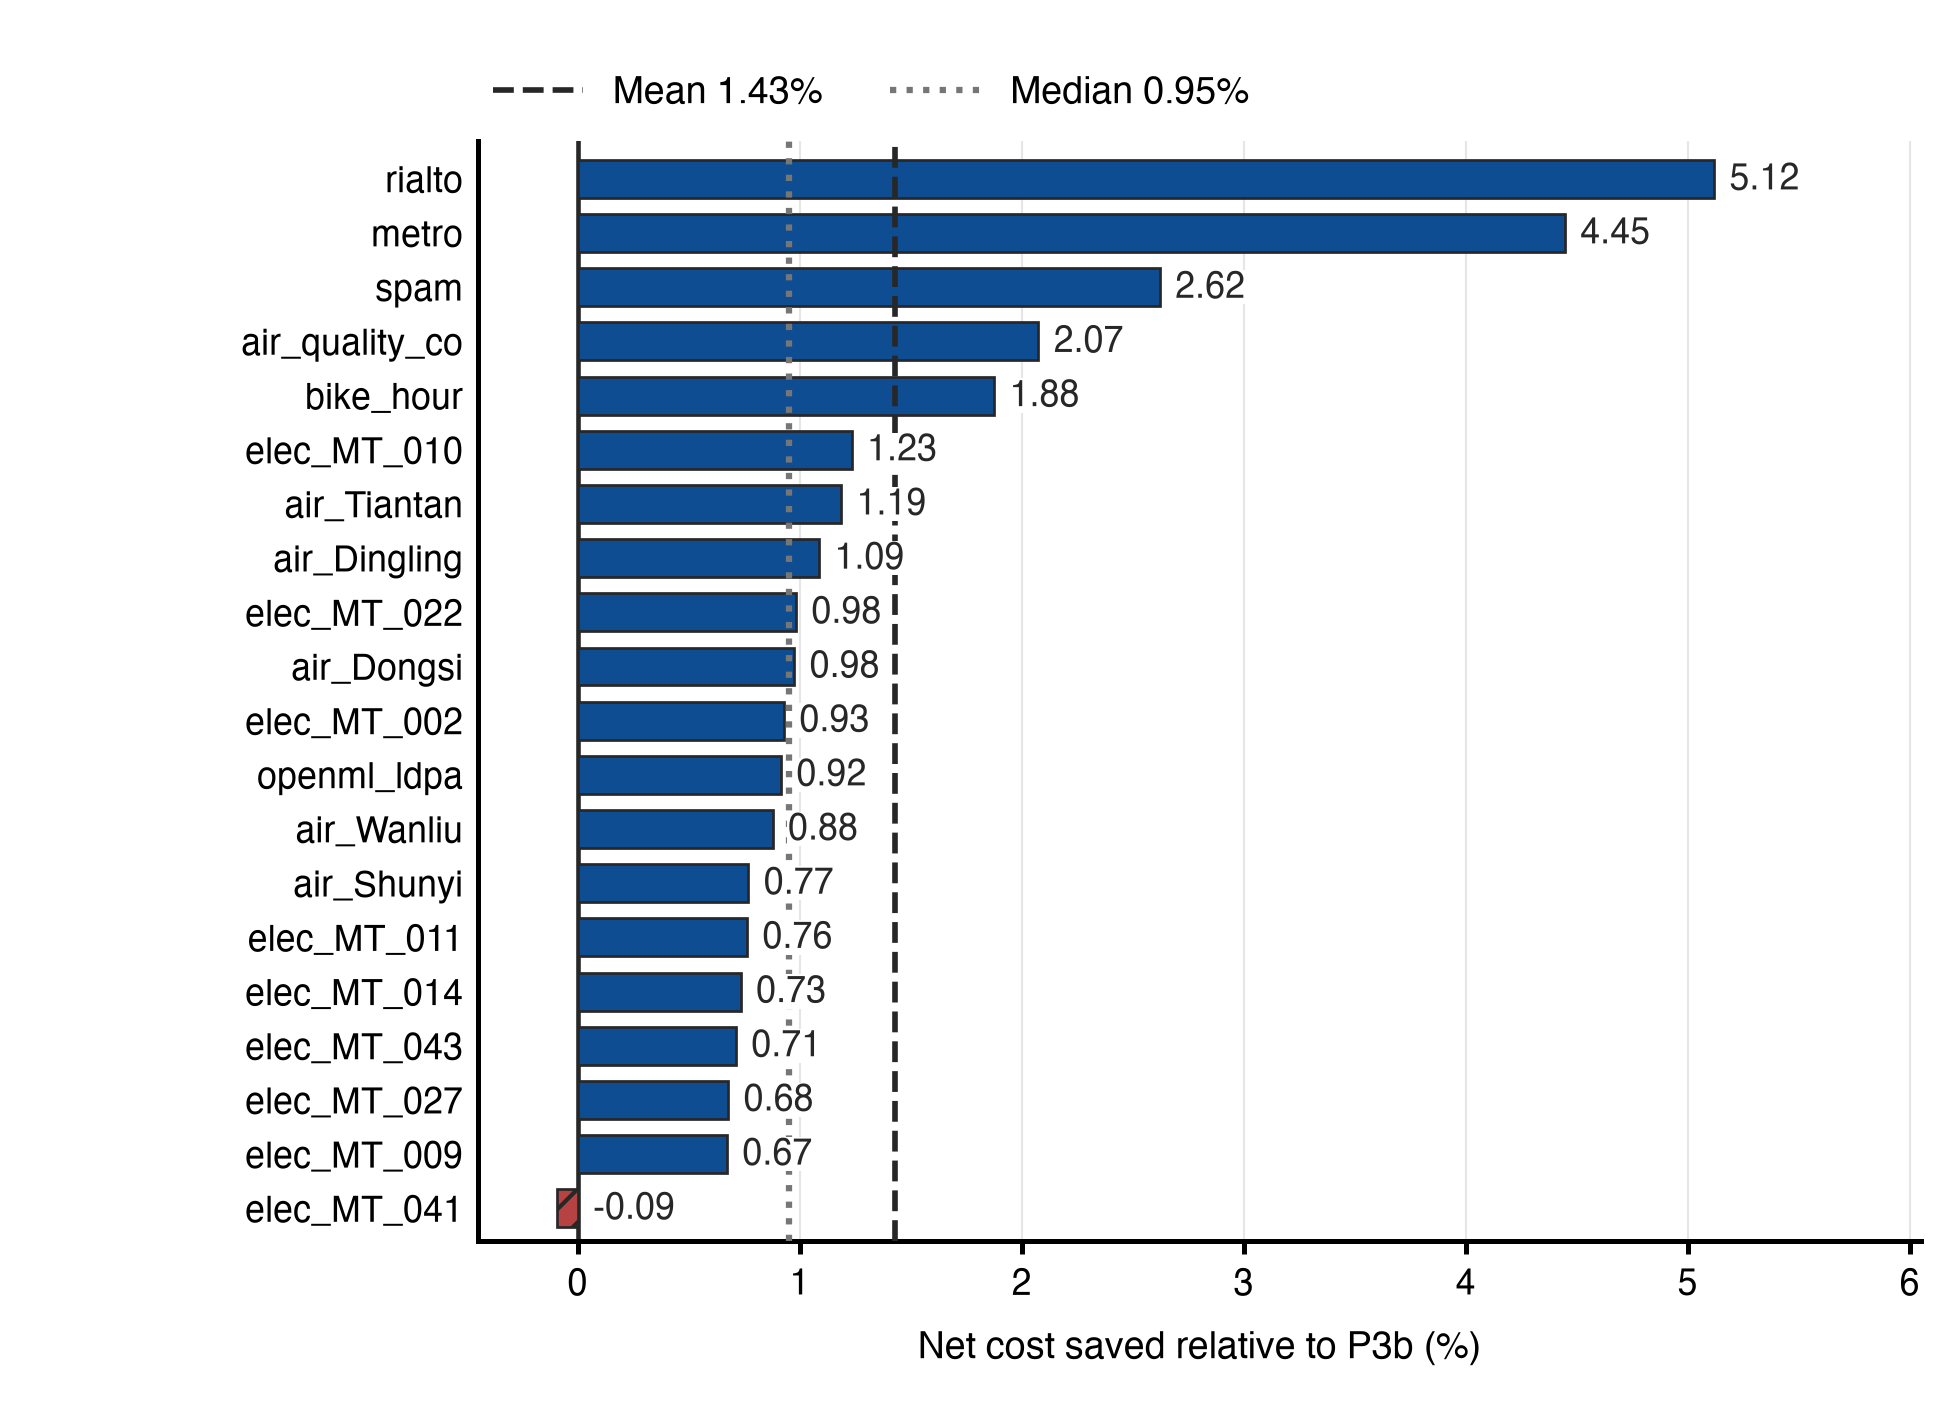 Mean 1.43% Median 0.95%
rialto 5.12
metro 4.45
spam 2.62
air_quality_co 2.07
bike_hour 1.88
elec_MT_010 1.23
air_Tiantan 1.19
air_Dingling 1.09
elec_MT_022 0.98
air_Dongsi 0.98
elec_MT_002 0.93
openml_ldpa 0.92
air_Wanliu 0.88
air_Shunyi 0.77
elec_MT_011 0.76
elec_MT_014 0.73
elec_MT_043 0.71
elec_MT_027 0.68
elec_MT_009 0.67
elec_MT_041 -0.09
0 1 2 3 4 5 6
Net cost saved relative to P3b (%)